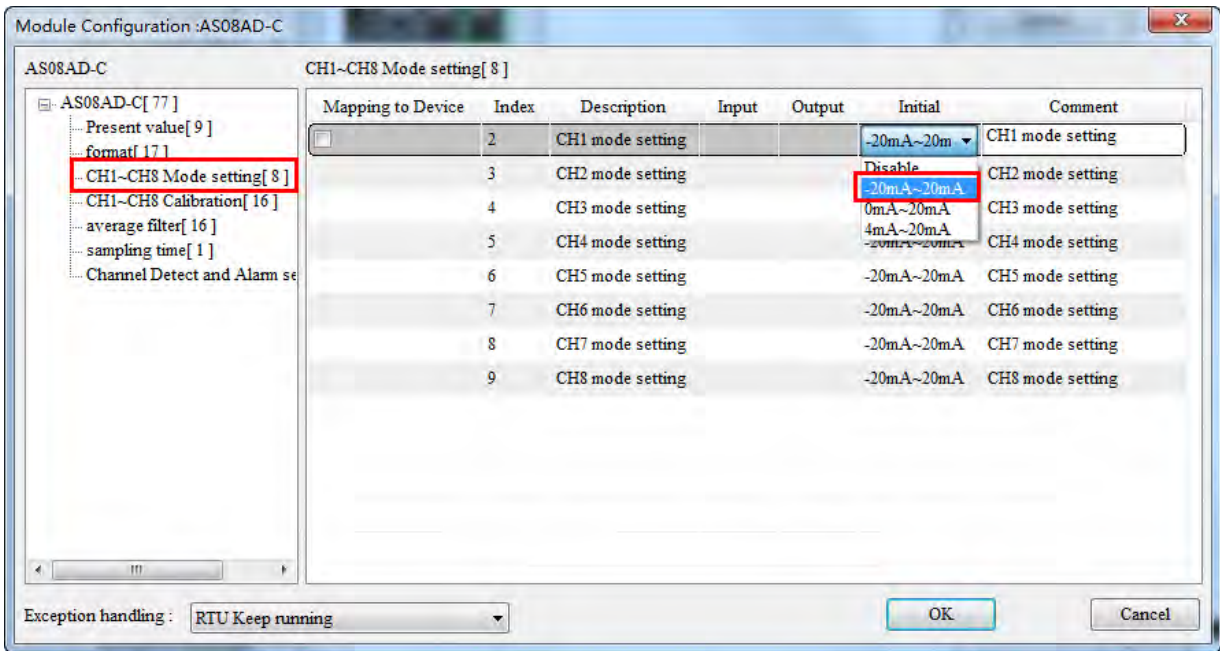 Module Configuration :AS08AD-C
AS08AD-C
CH1~CH8 Mode setting[ 8 ]
AS08AD-C[ 77 ]
Present value[ 9 ]
format[ 17 ]
CH1~CH8 Mode setting[ 8 ]
CH1~CH8 Calibration[ 16 ]
average filter[ 16 ]
sampling time[ 1 ]
Channel Detect and Alarm se
Mapping to Device Index Description Input Output Initial Comment
2 CH1 mode setting -20mA~20m CH1 mode setting
Disable
-20mA~20mA
0mA~20mA
4mA~20mA
3 CH2 mode setting CH2 mode setting
4 CH3 mode setting CH3 mode setting
5 CH4 mode setting -20mA~20mA CH4 mode setting
6 CH5 mode setting -20mA~20mA CH5 mode setting
7 CH6 mode setting -20mA~20mA CH6 mode setting
8 CH7 mode setting -20mA~20mA CH7 mode setting
9 CH8 mode setting -20mA~20mA CH8 mode setting
Exception handling : RTU Keep running
OK Cancel